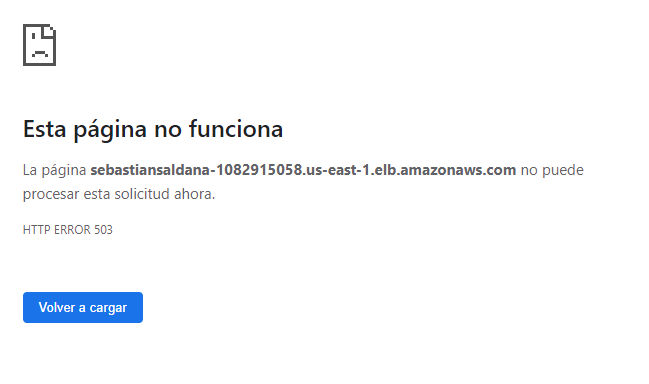 Esta página no funciona
La página sebastiansaldana-1082915058.us-east-1.elb.amazonaws.com no puede
procesar esta solicitud ahora.
HTTP ERROR 503
Volver a cargar